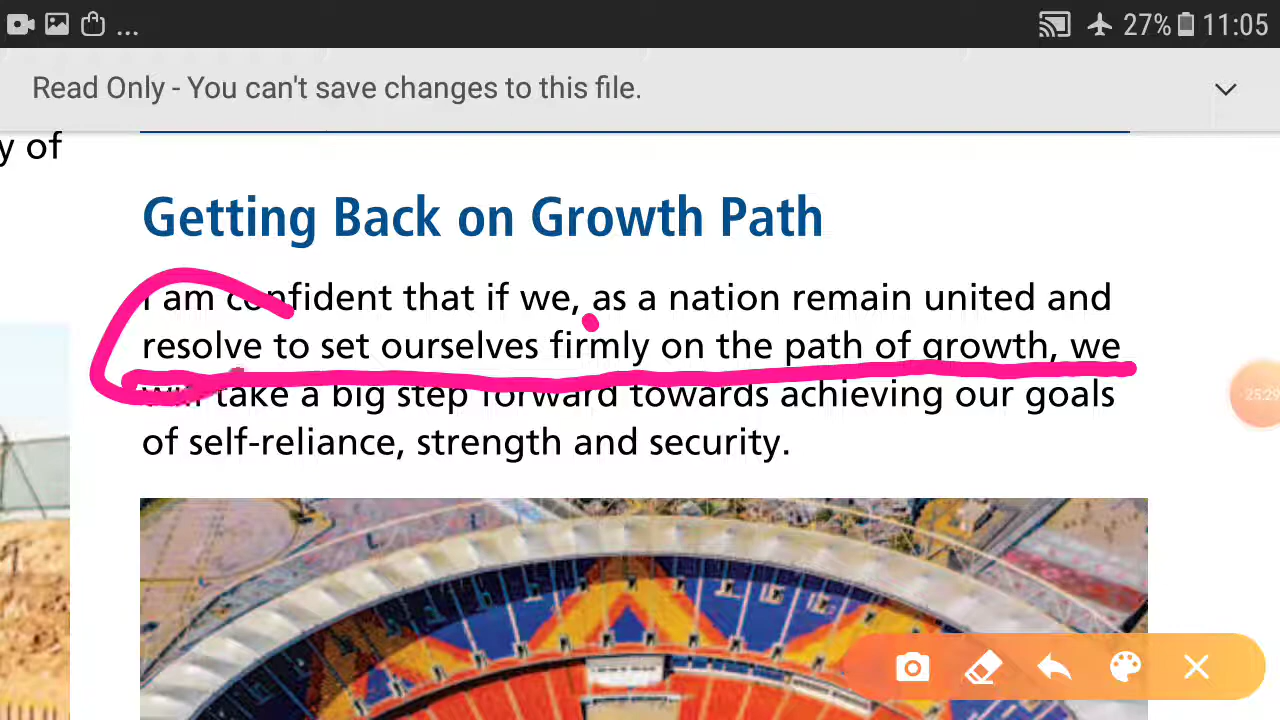 ... 27% 11:05
Read Only - You can't save changes to this file.
y of
Getting Back on Growth Path
I am confident that if we, as a nation remain united and
resolve to set ourselves firmly on the path of growth, we
will take a big step forward towards achieving our goals
of self-reliance, strength and security.
25:29